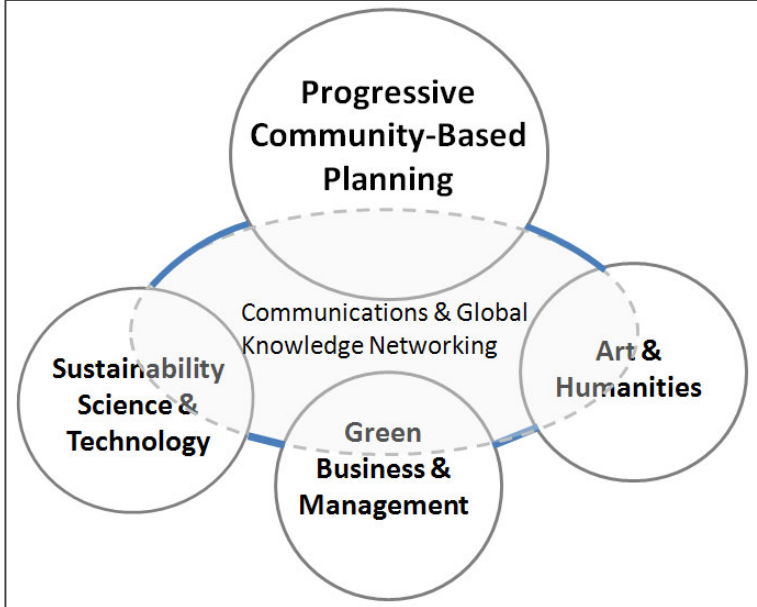 Progressive
Community-Based
Planning
Communications & Global
Knowledge Networking
Sustainability
Science &
Technology
Art &
Humanities
Green
Business &
Management